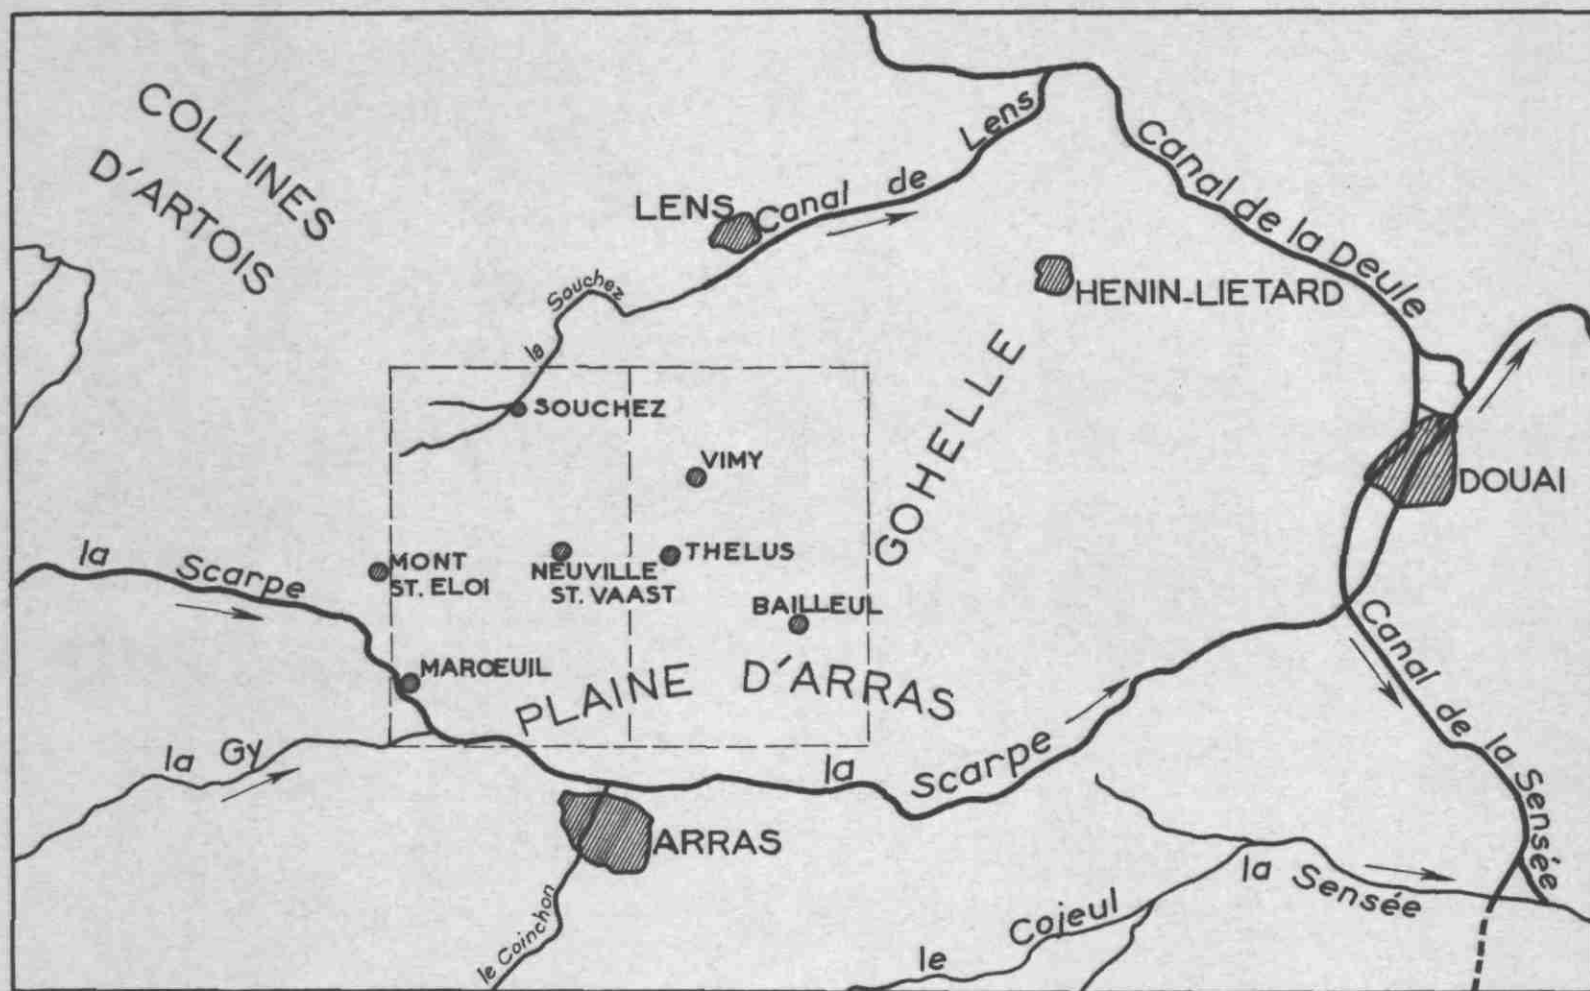 COLLINES
D'ARTOIS
LENS
Canal de Lens
Canal de la Deule
HENIN-LIETARD
le Souchez
SOUCHEZ
VIMY
GOHELLE
DOUAI
la Scarpe
MONT
ST. ELOI
NEUVILLE
ST. VAAST
THELUS
BAILLEUL
MARŒUIL
PLAINE D'ARRAS
la Gy
la Scarpe
Canal de la Sensée
ARRAS
le Coinchon
le Cojeul
la Sensée